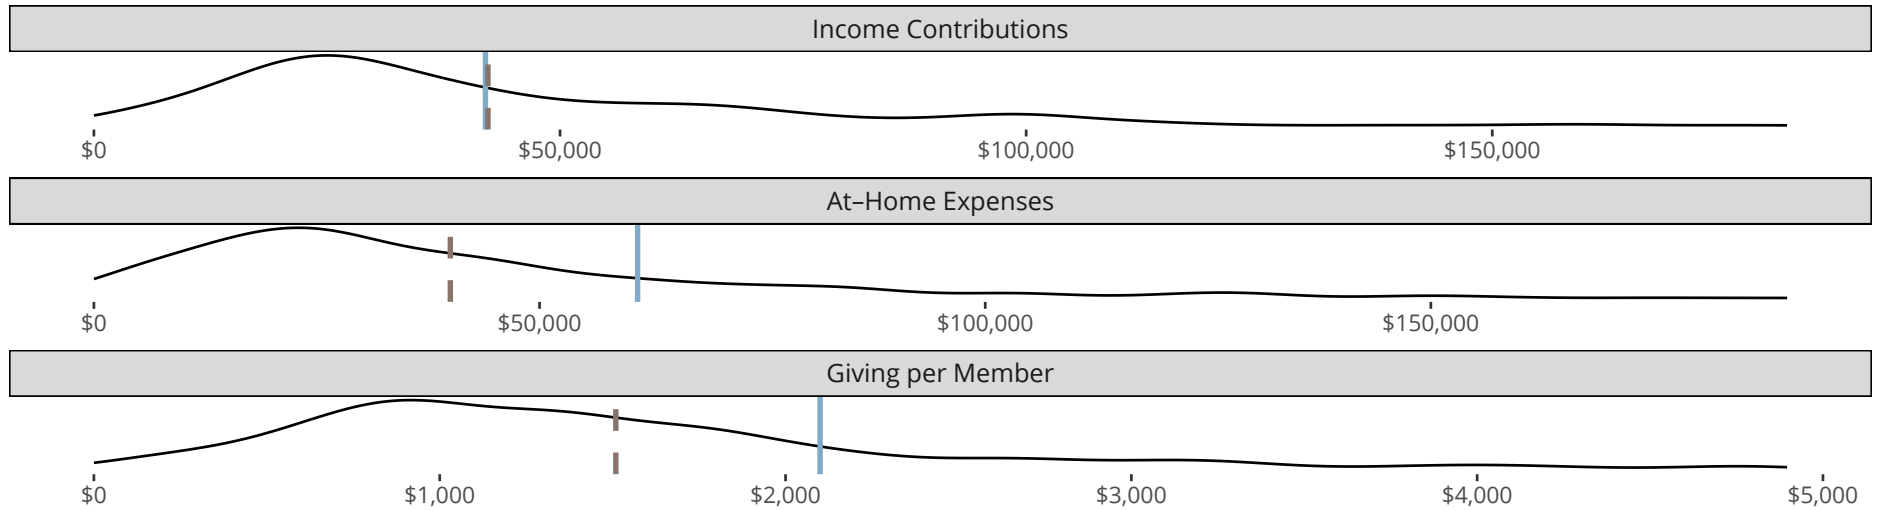 Income Contributions
$0 $50,000 $100,000 $150,000
At–Home Expenses
$0 $50,000 $100,000 $150,000
Giving per Member
$0 $1,000 $2,000 $3,000 $4,000 $5,000